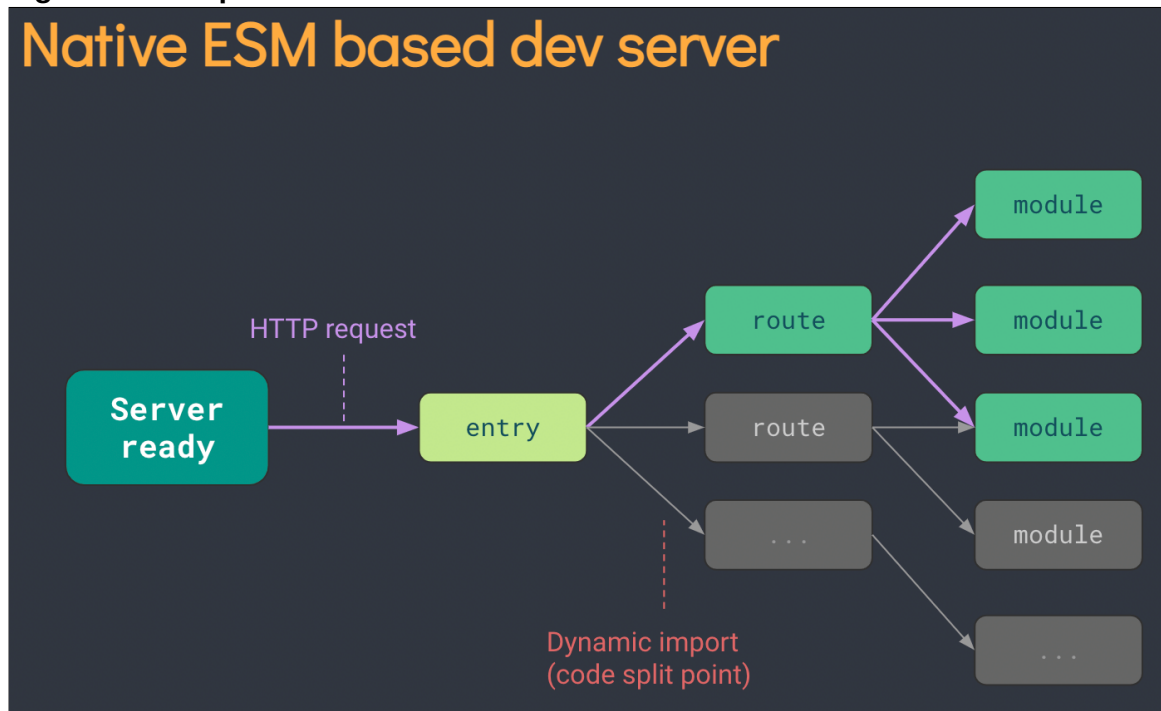 Native ESM based dev server
module
HTTP request
route
module
Server
ready
entry
route
module
...
module
Dynamic import
(code split point)
...